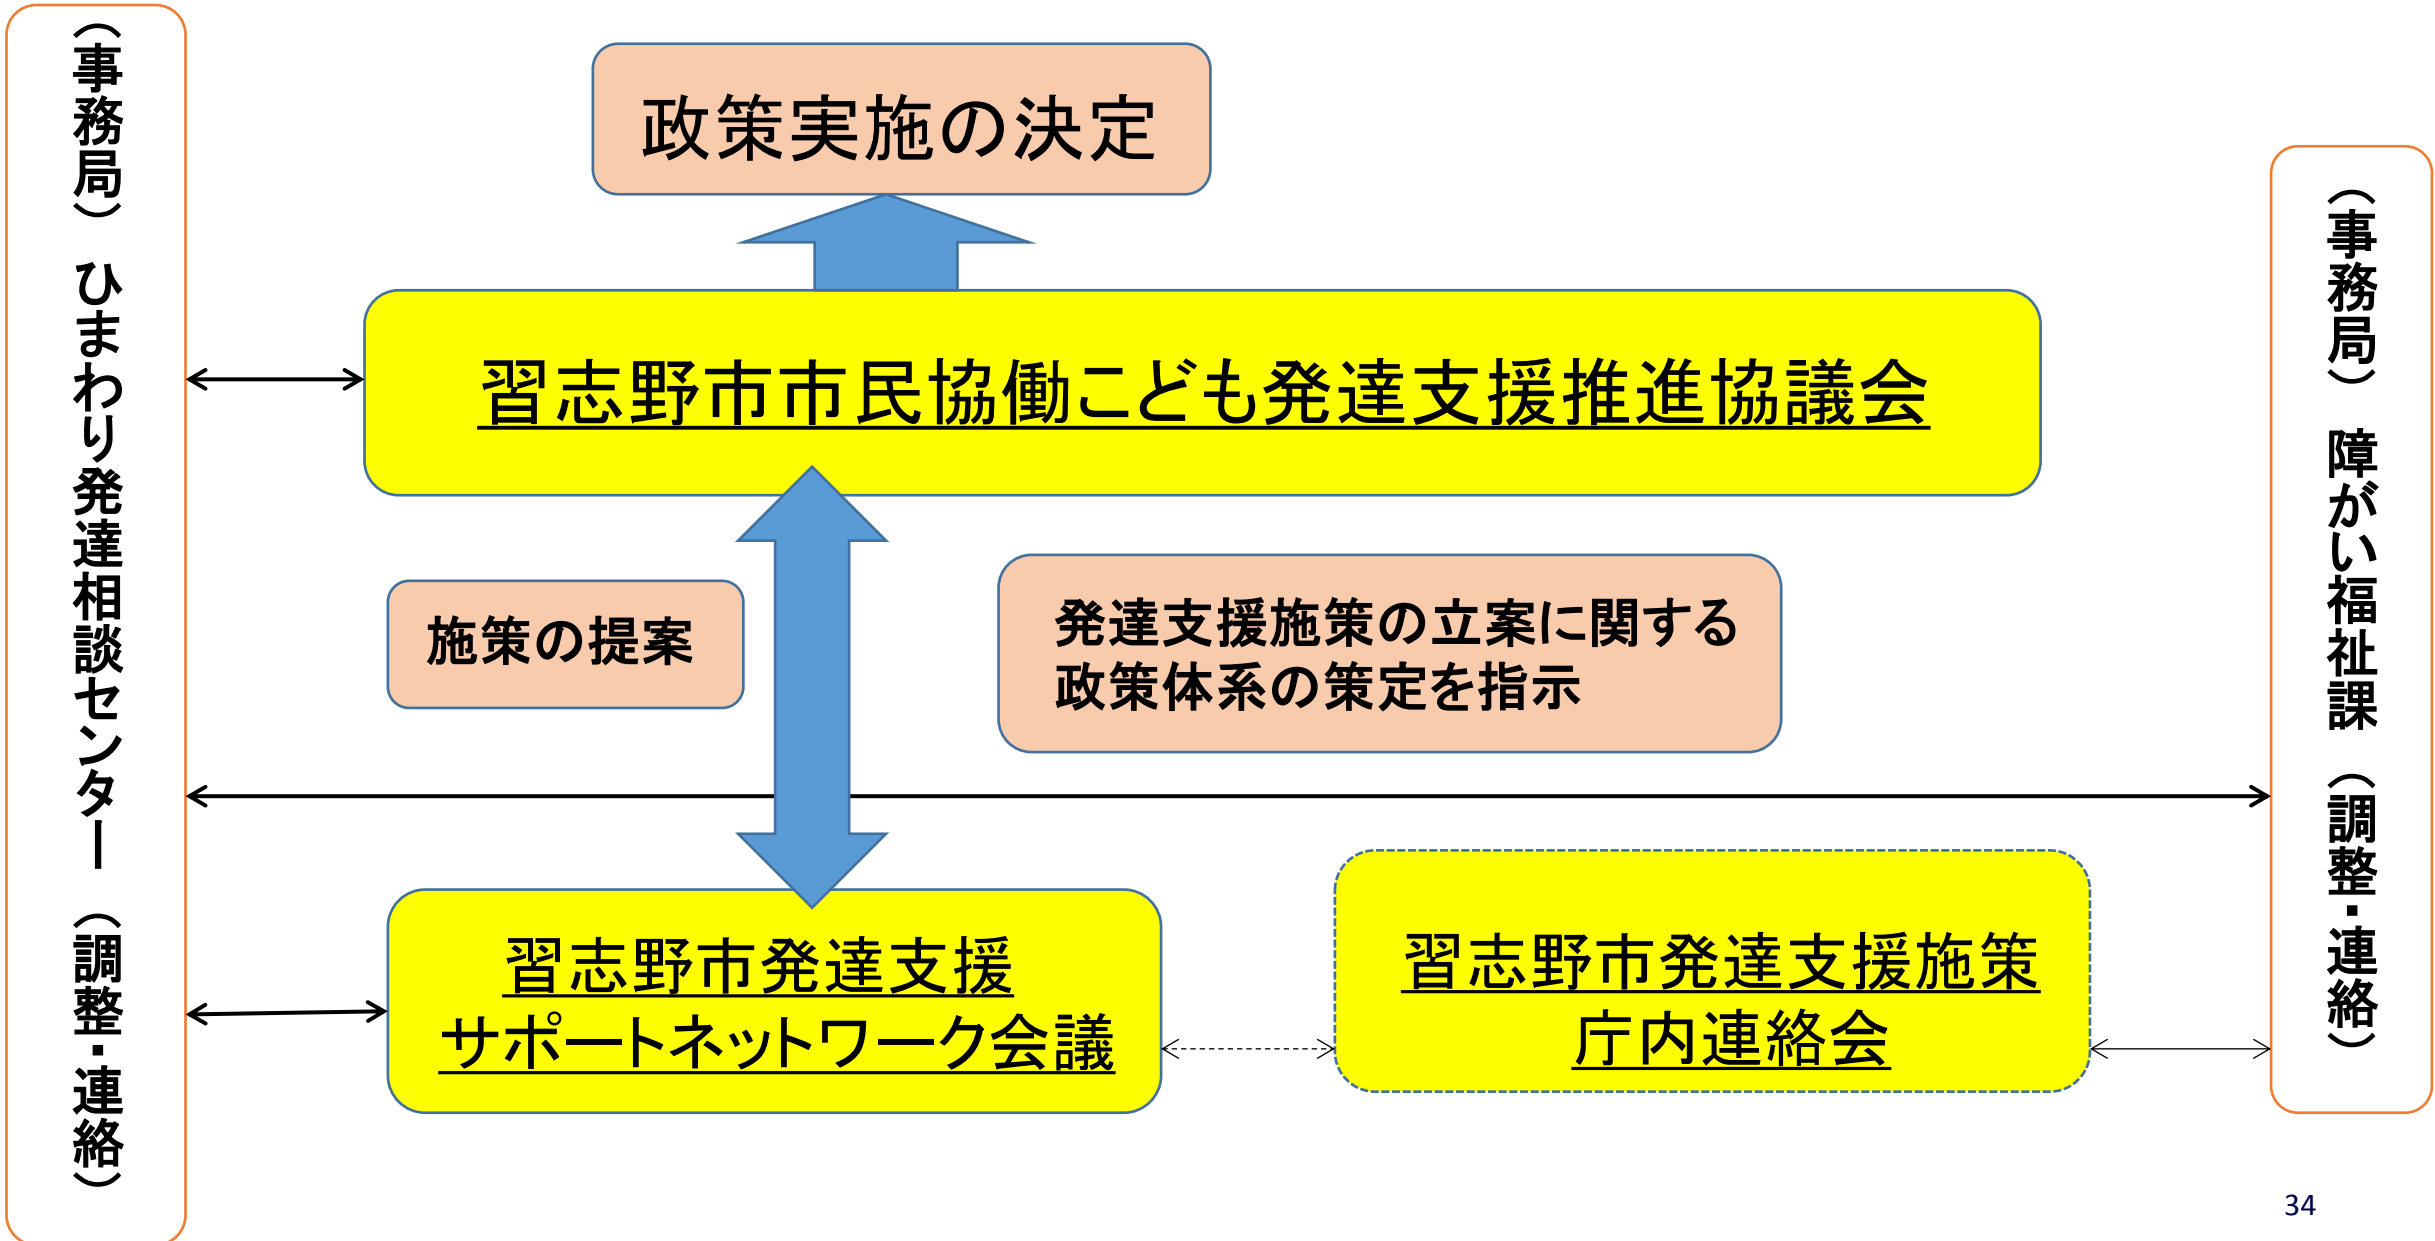 （事務局）　ひまわり発達相談センター　（調整・連絡）
政策実施の決定
習志野市市民協働こども発達支援推進協議会
施策の提案
発達支援施策の立案に関する
政策体系の策定を指示
習志野市発達支援
サポートネットワーク会議
習志野市発達支援施策
庁内連絡会
（事務局）　障がい福祉課　（調整・連絡）
34